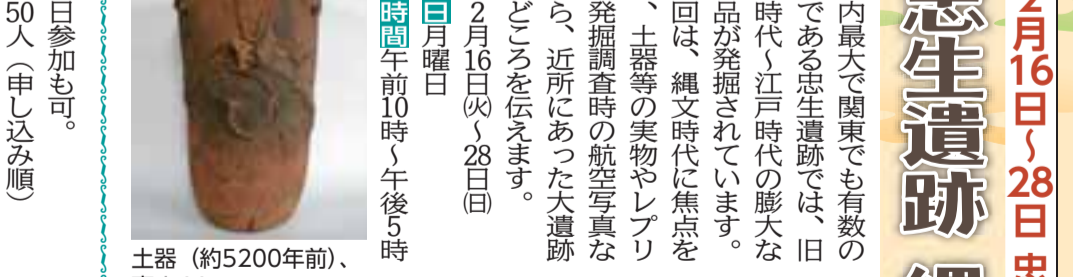 2月16日~28日 忠
忠生遺跡 縄
内最大で関東でも有数の
である忠生遺跡では、旧
時代~江戸時代の膨大な
品が発掘されています。
回は、縄文時代に焦点を
、土器等の実物やレプリ
発掘調査時の航空写真な
ら、近所にあった大遺跡
どころを伝えます。
2月16日㈫~28日㈰
日月曜日
時間午前10時~午後5時
土器(約5200年前)、
日参加も可。
50人(申し込み順)